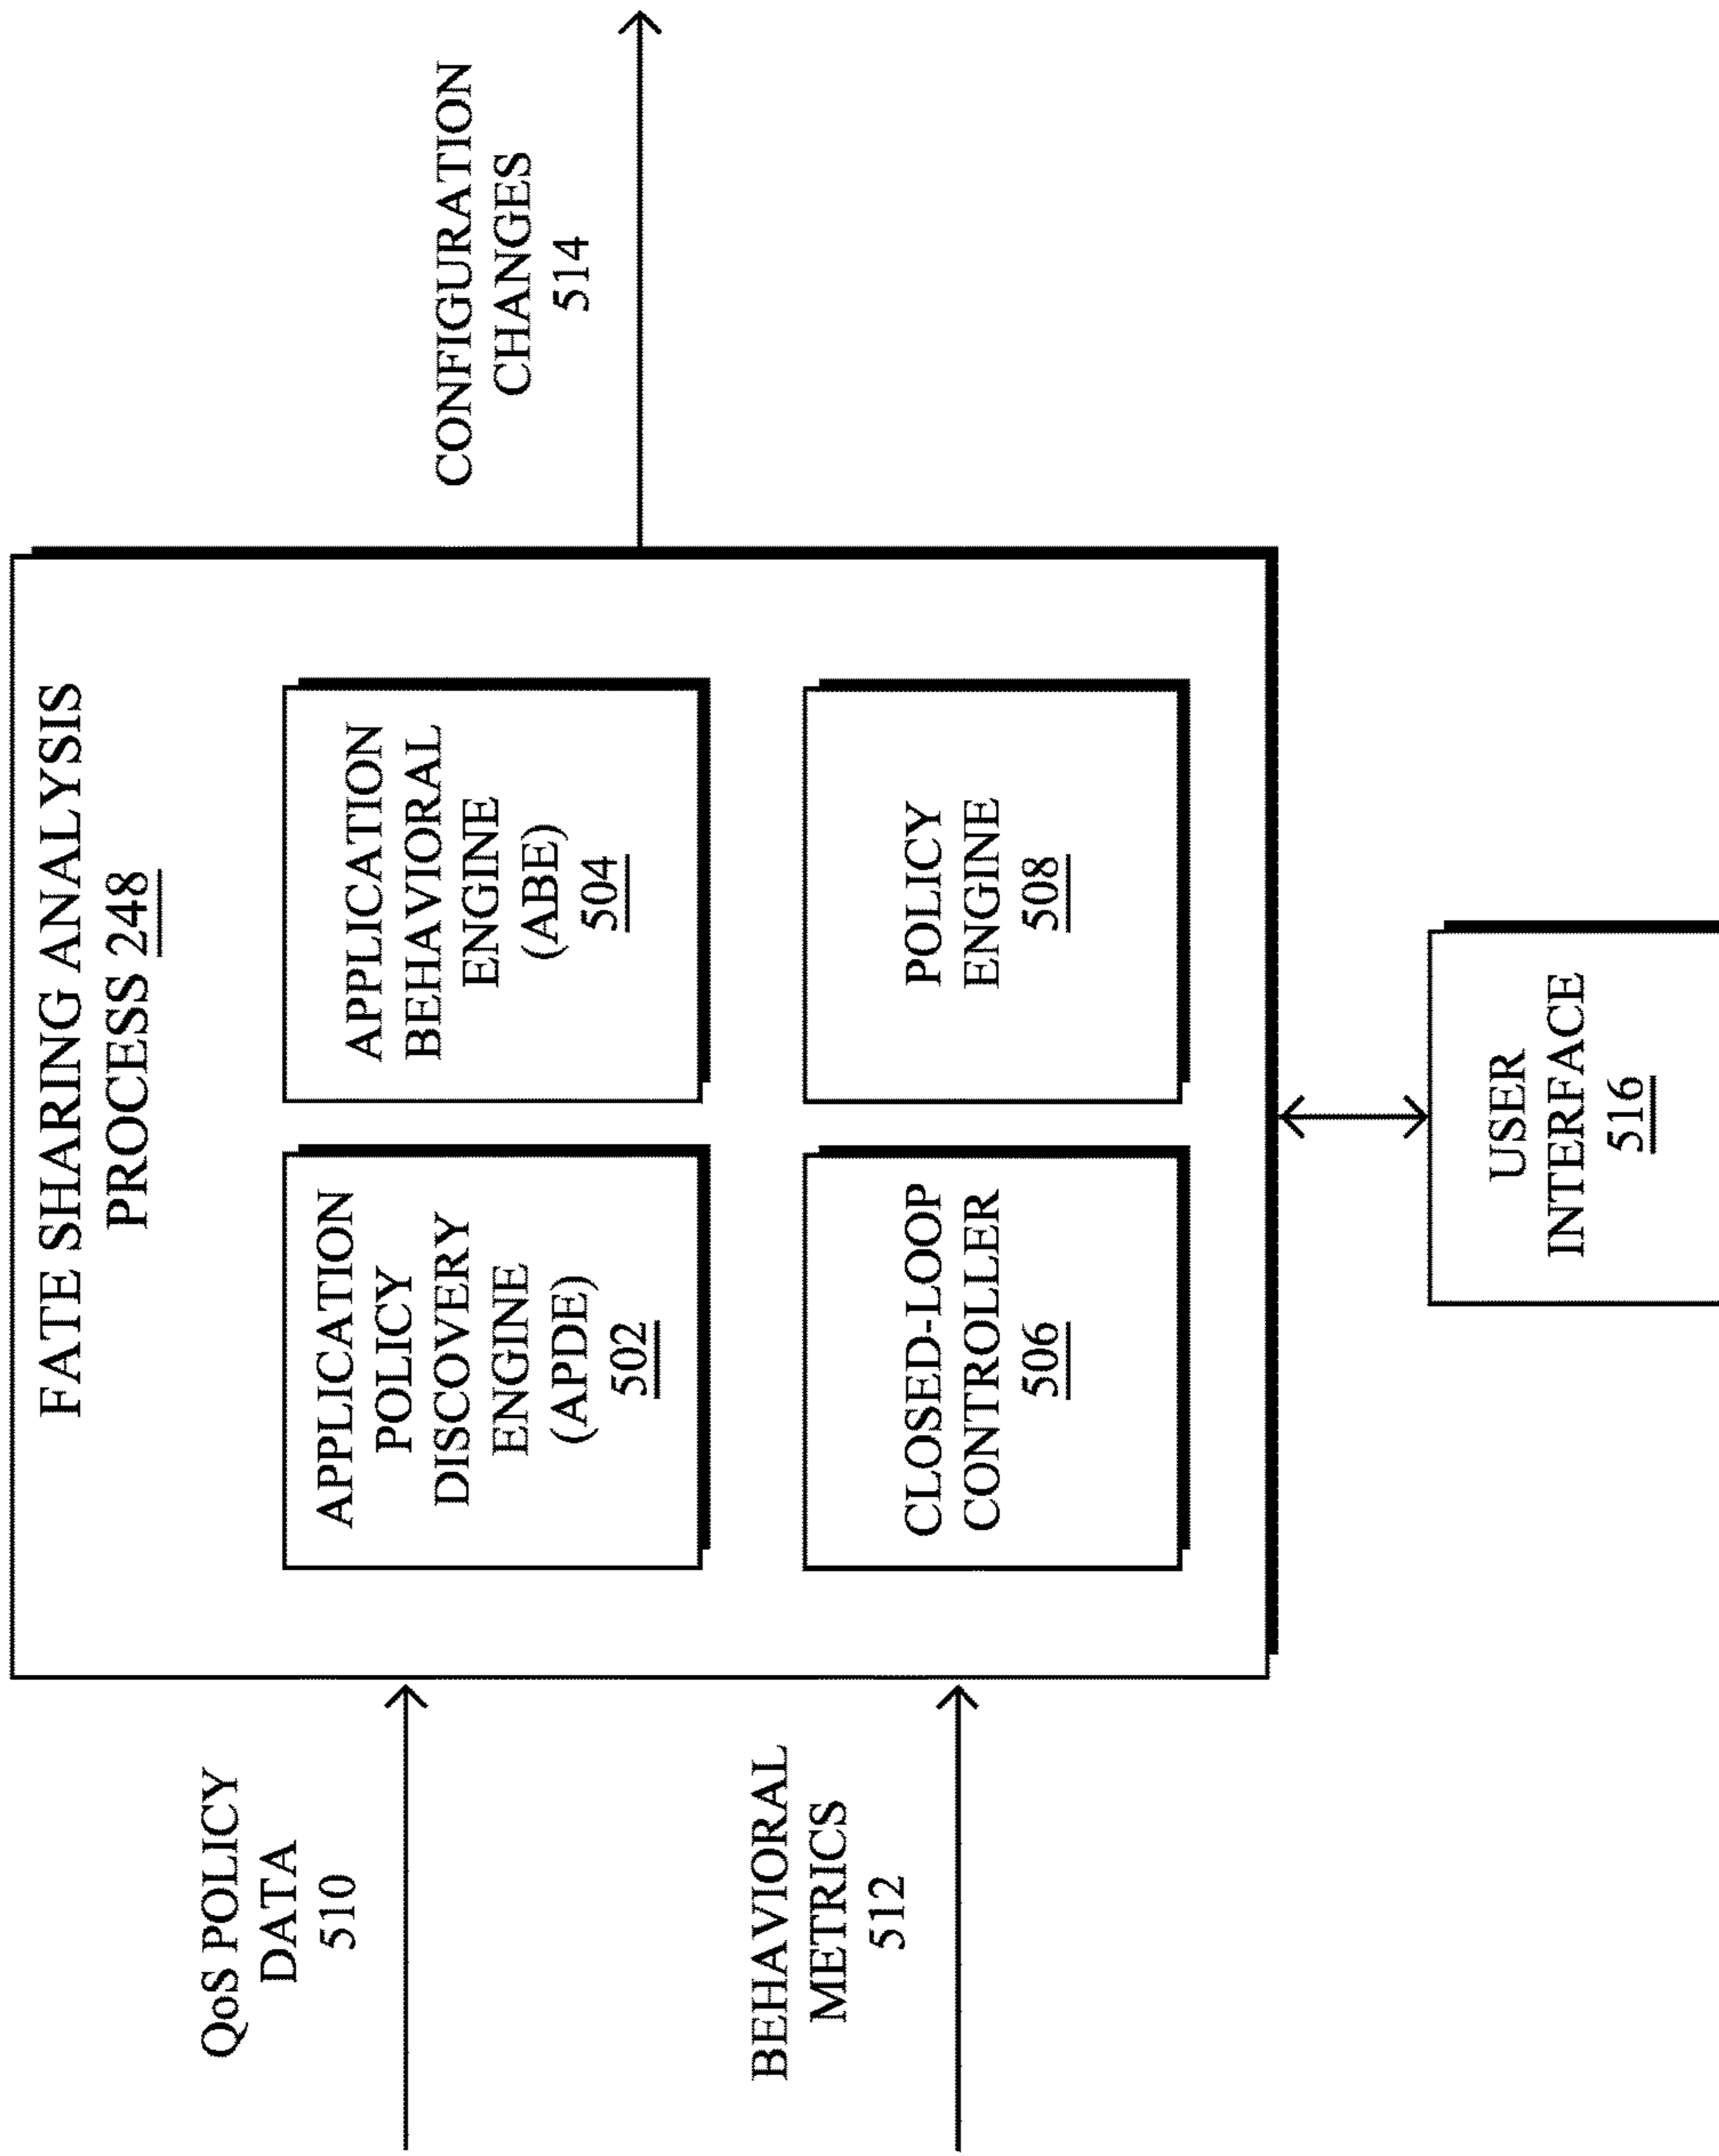 FATE SHARING ANALYSIS
PROCESS 248
QoS POLICY
DATA
510
BEHAVIORAL
METRICS
512
APPLICATION
POLICY
DISCOVERY
ENGINE
(APDE)
502
APPLICATION
BEHAVIORAL
ENGINE
(ABE)
504
CLOSED-LOOP
CONTROLLER
506
POLICY
ENGINE
508
CONFIGURATION
CHANGES
514
USER
INTERFACE
516